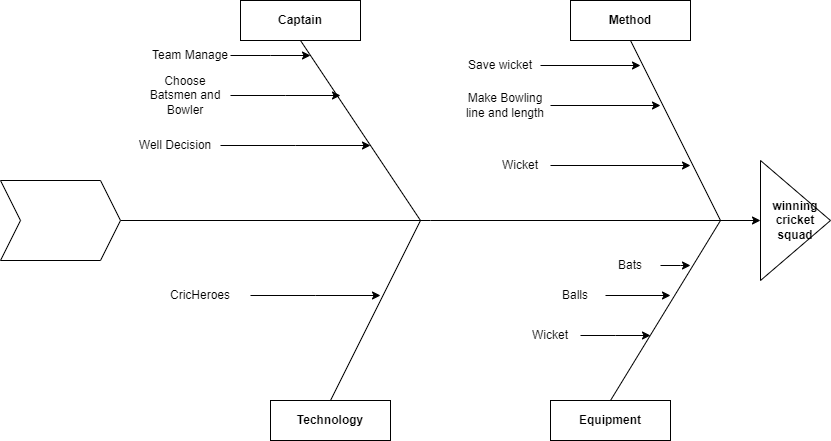 Captain
Method
Team Manage
Save wicket
Choose
Batsmen and
Bowler
Make Bowling
line and length
Well Decision
Wicket
winning
cricket
squad
Bats
CricHeroes
Balls
Wicket
Technology
Equipment